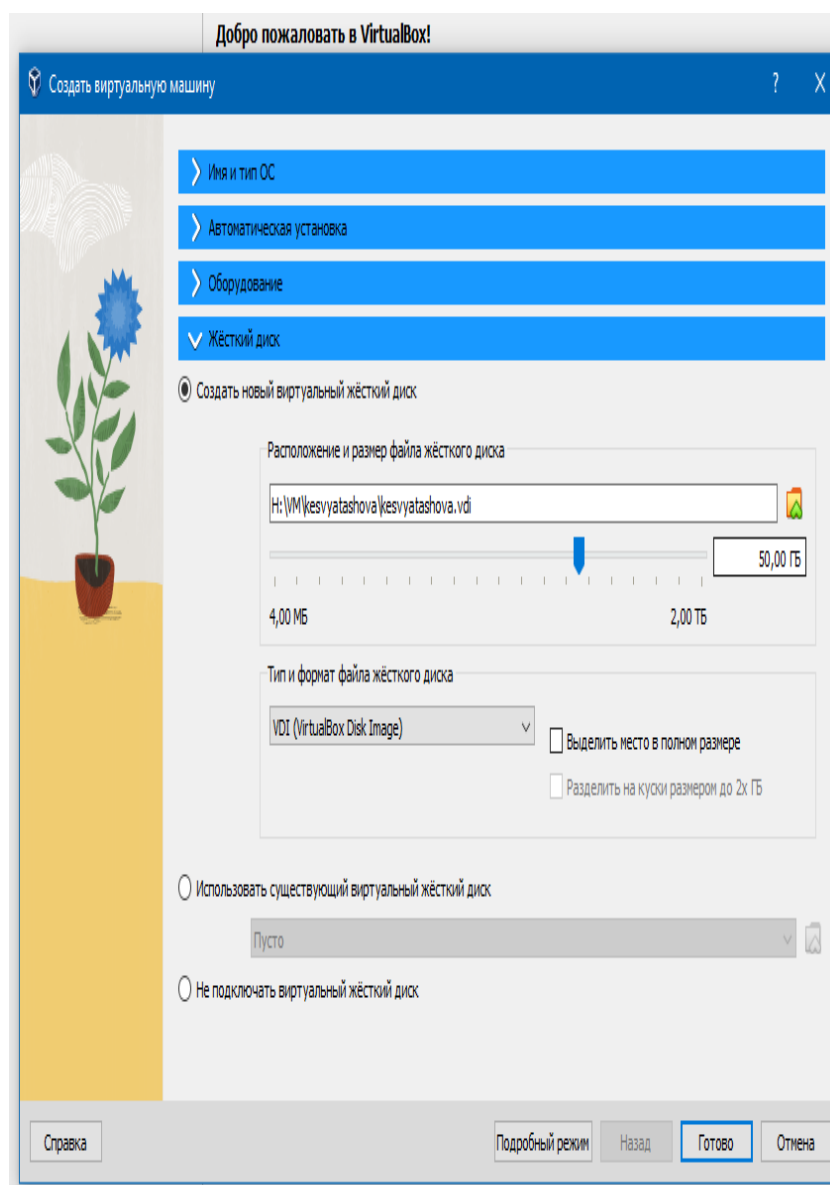 Добро пожаловать в VirtualBox!
Создать виртуальную машину
Имя и тип ОС
Автоматическая установка
Оборудование
Жёсткий диск
Создать новый виртуальный жёсткий диск
Расположение и размер файла жёсткого диска
H:\VM\kesvyatashova\kesvyatashova.vdi
50,00 ГБ
4,00 МБ 2,00 ТБ
Тип и формат файла жёсткого диска
VDI (VirtualBox Disk Image)
Выделить место в полном размере
Разделить на куски размером до 2х ГБ
Использовать существующий виртуальный жёсткий диск
Пусто
Не подключать виртуальный жёсткий диск
Справка Подробный режим Назад Готово Отмена